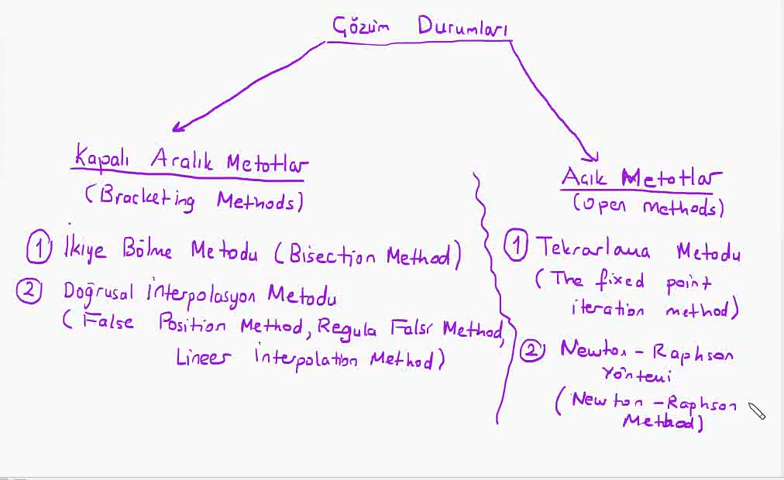 Çözüm Durumları
Kapalı Aralık Metotlar
(Bracketing Methods)
① İkiye Bölme Metodu (Bisection Method)
② Doğrusal interpolasyon Metodu
(False Position Method, Regula Falsi Method,
Lineer interpolation Method)
Açık Metotlar
(Open methods)
① Tekrarlama Metodu
(The fixed point
iteration method)
② Newton - Raphson
Yöntemi
(Newton - Raphson
Method)